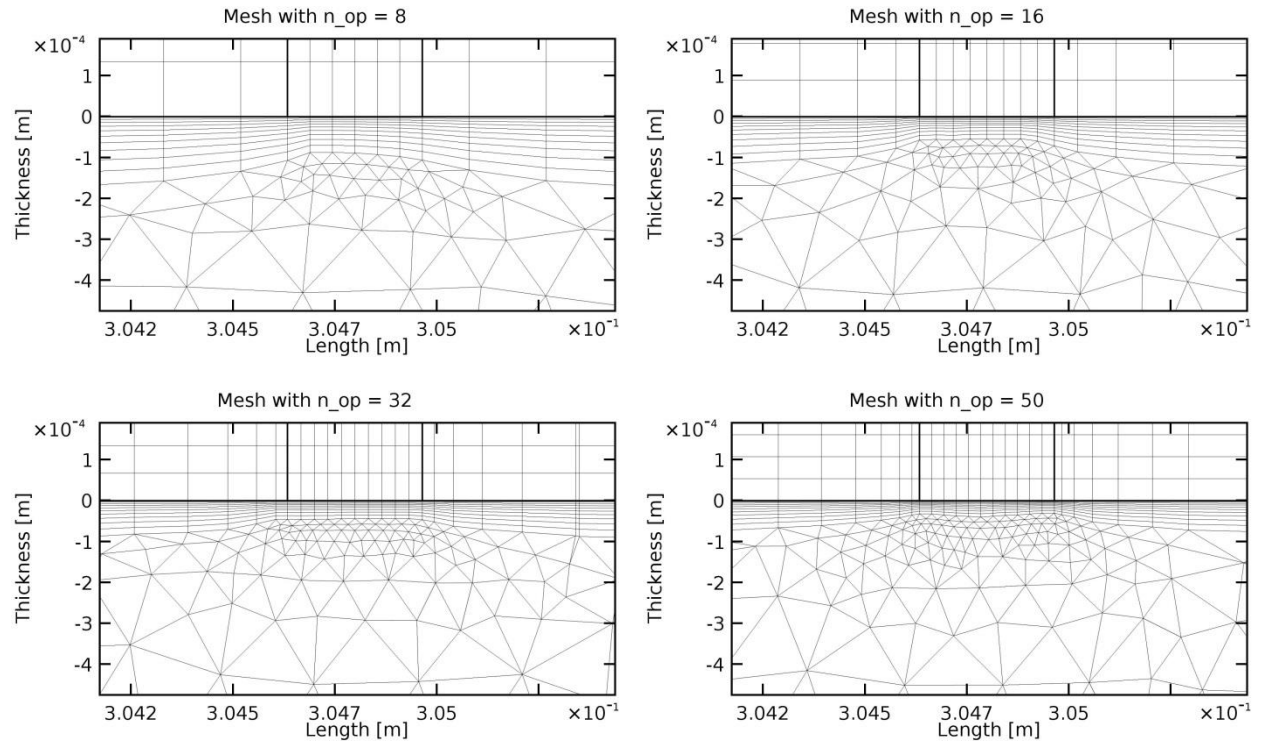 Mesh with n_op = 8
×10⁻⁴
1
0
-1
-2
-3
-4
Thickness [m]
3.042 3.045 3.047 3.05 ×10⁻¹
Length [m]
Mesh with n_op = 16
×10⁻⁴
1
0
-1
-2
-3
-4
Thickness [m]
3.042 3.045 3.047 3.05 ×10⁻¹
Length [m]
Mesh with n_op = 32
×10⁻⁴
1
0
-1
-2
-3
-4
Thickness [m]
3.042 3.045 3.047 3.05 ×10⁻¹
Length [m]
Mesh with n_op = 50
×10⁻⁴
1
0
-1
-2
-3
-4
Thickness [m]
3.042 3.045 3.047 3.05 ×10⁻¹
Length [m]